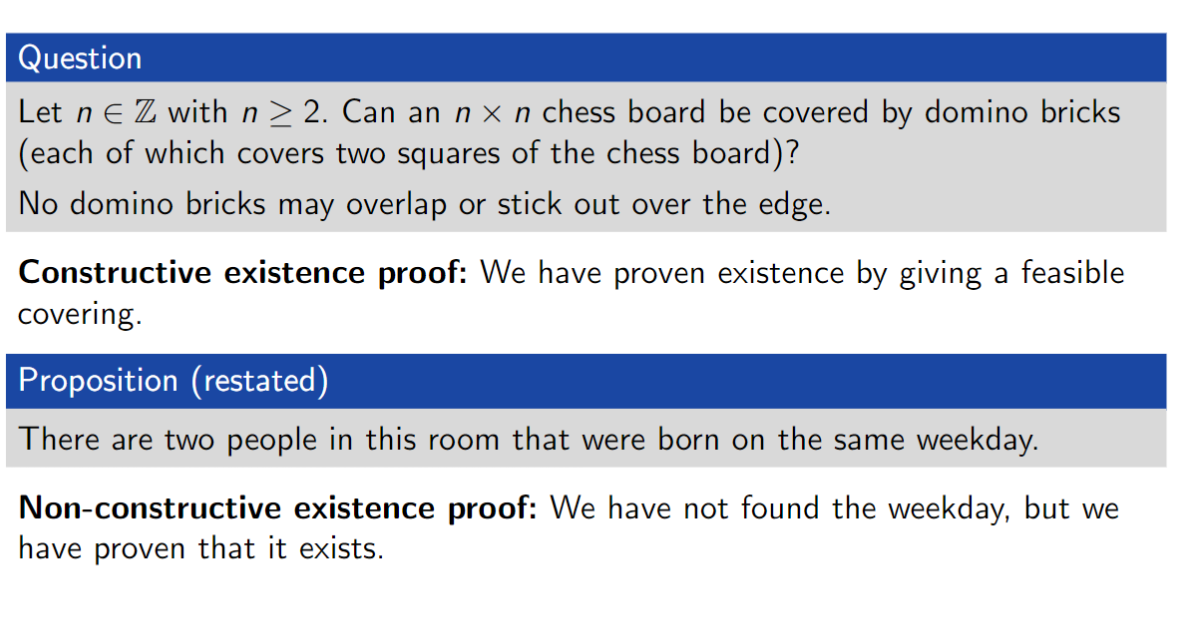 Question
Let n ∈ ℤ with n ≥ 2. Can an n × n chess board be covered by domino bricks
(each of which covers two squares of the chess board)?
No domino bricks may overlap or stick out over the edge.
Constructive existence proof: We have proven existence by giving a feasible
covering.
Proposition (restated)
There are two people in this room that were born on the same weekday.
Non-constructive existence proof: We have not found the weekday, but we
have proven that it exists.